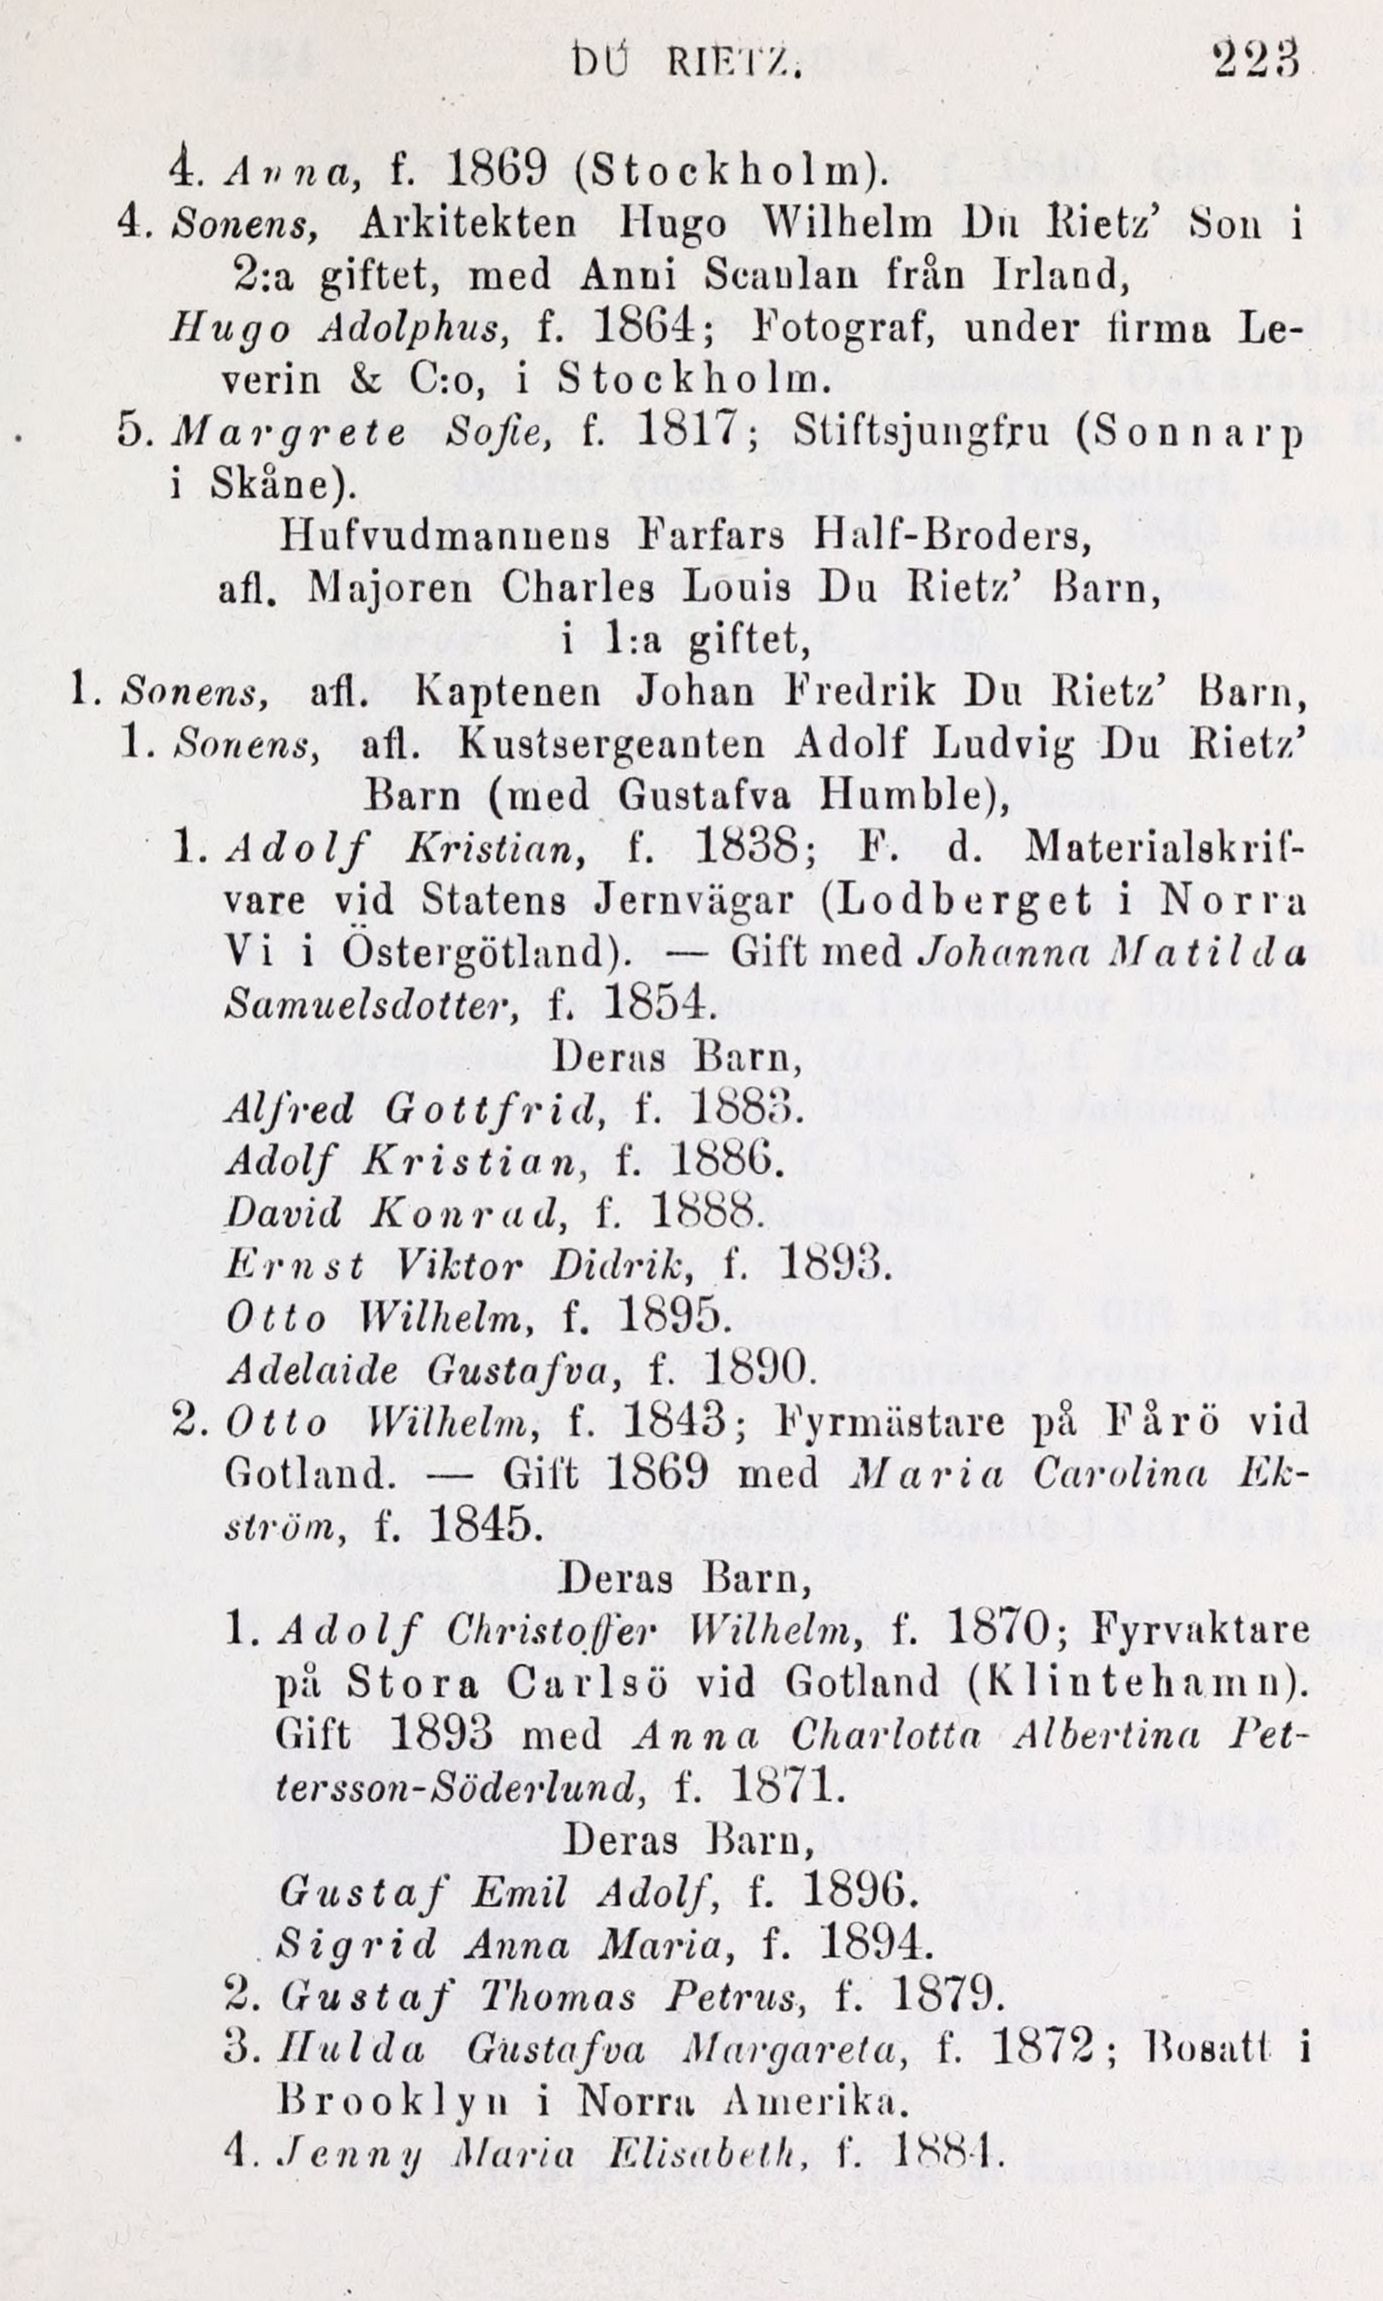 DU RIETZ. 223
4. Anna, f. 1869 (Stockholm).
4. Sonens, Arkitekten Hugo Wilhelm Du Rietz’ Son i
2:a giftet, med Anni Scanlan från Irland,
Hugo Adolphus, f. 1864; Fotograf, under firma Le-
verin & C:o, i Stockholm.
5. Margrete Sofie, f. 1817; Stiftsjungfru (Sonnarp
i Skåne).
Hufvudmannens Farfars Half-Broders,
afl. Majoren Charles Louis Du Rietz’ Barn,
i 1:a giftet,
1. Sonens, afl. Kaptenen Johan Fredrik Du Rietz’ Barn,
1. Sonens, afl. Kustsergeanten Adolf Ludvig Du Rietz’
Barn (med Gustafva Humble),
1. Adolf Kristian, f. 1838; F. d. Materialskrif-
vare vid Statens Jernvägar (Lodberget i Norra
Vi i Östergötland). — Gift med Johanna Matilda
Samuelsdotter, f. 1854.
Deras Barn,
Alfred Gottfrid, f. 1883.
Adolf Kristian, f. 1886.
David Konrad, f. 1888.
Ernst Viktor Didrik, f. 1893.
Otto Wilhelm, f. 1895.
Adelaide Gustafva, f. 1890.
2. Otto Wilhelm, f. 1843; Fyrmästare på Fårö vid
Gotland. — Gift 1869 med Maria Carolina Ek-
ström, f. 1845.
Deras Barn,
1. Adolf Christoffer Wilhelm, f. 1870; Fyrvaktare
på Stora Carlsö vid Gotland (Klintehamn).
Gift 1893 med Anna Charlotta Albertina Pet-
tersson-Söderlund, f. 1871.
Deras Barn,
Gustaf Emil Adolf, f. 1896.
Sigrid Anna Maria, f. 1894.
2. Gustaf Thomas Petrus, f. 1879.
3. Hulda Gustafva Margareta, f. 1872; Bosatt i
Brooklyn i Norra Amerika.
4. Jenny Maria Elisabeth, f. 1884.